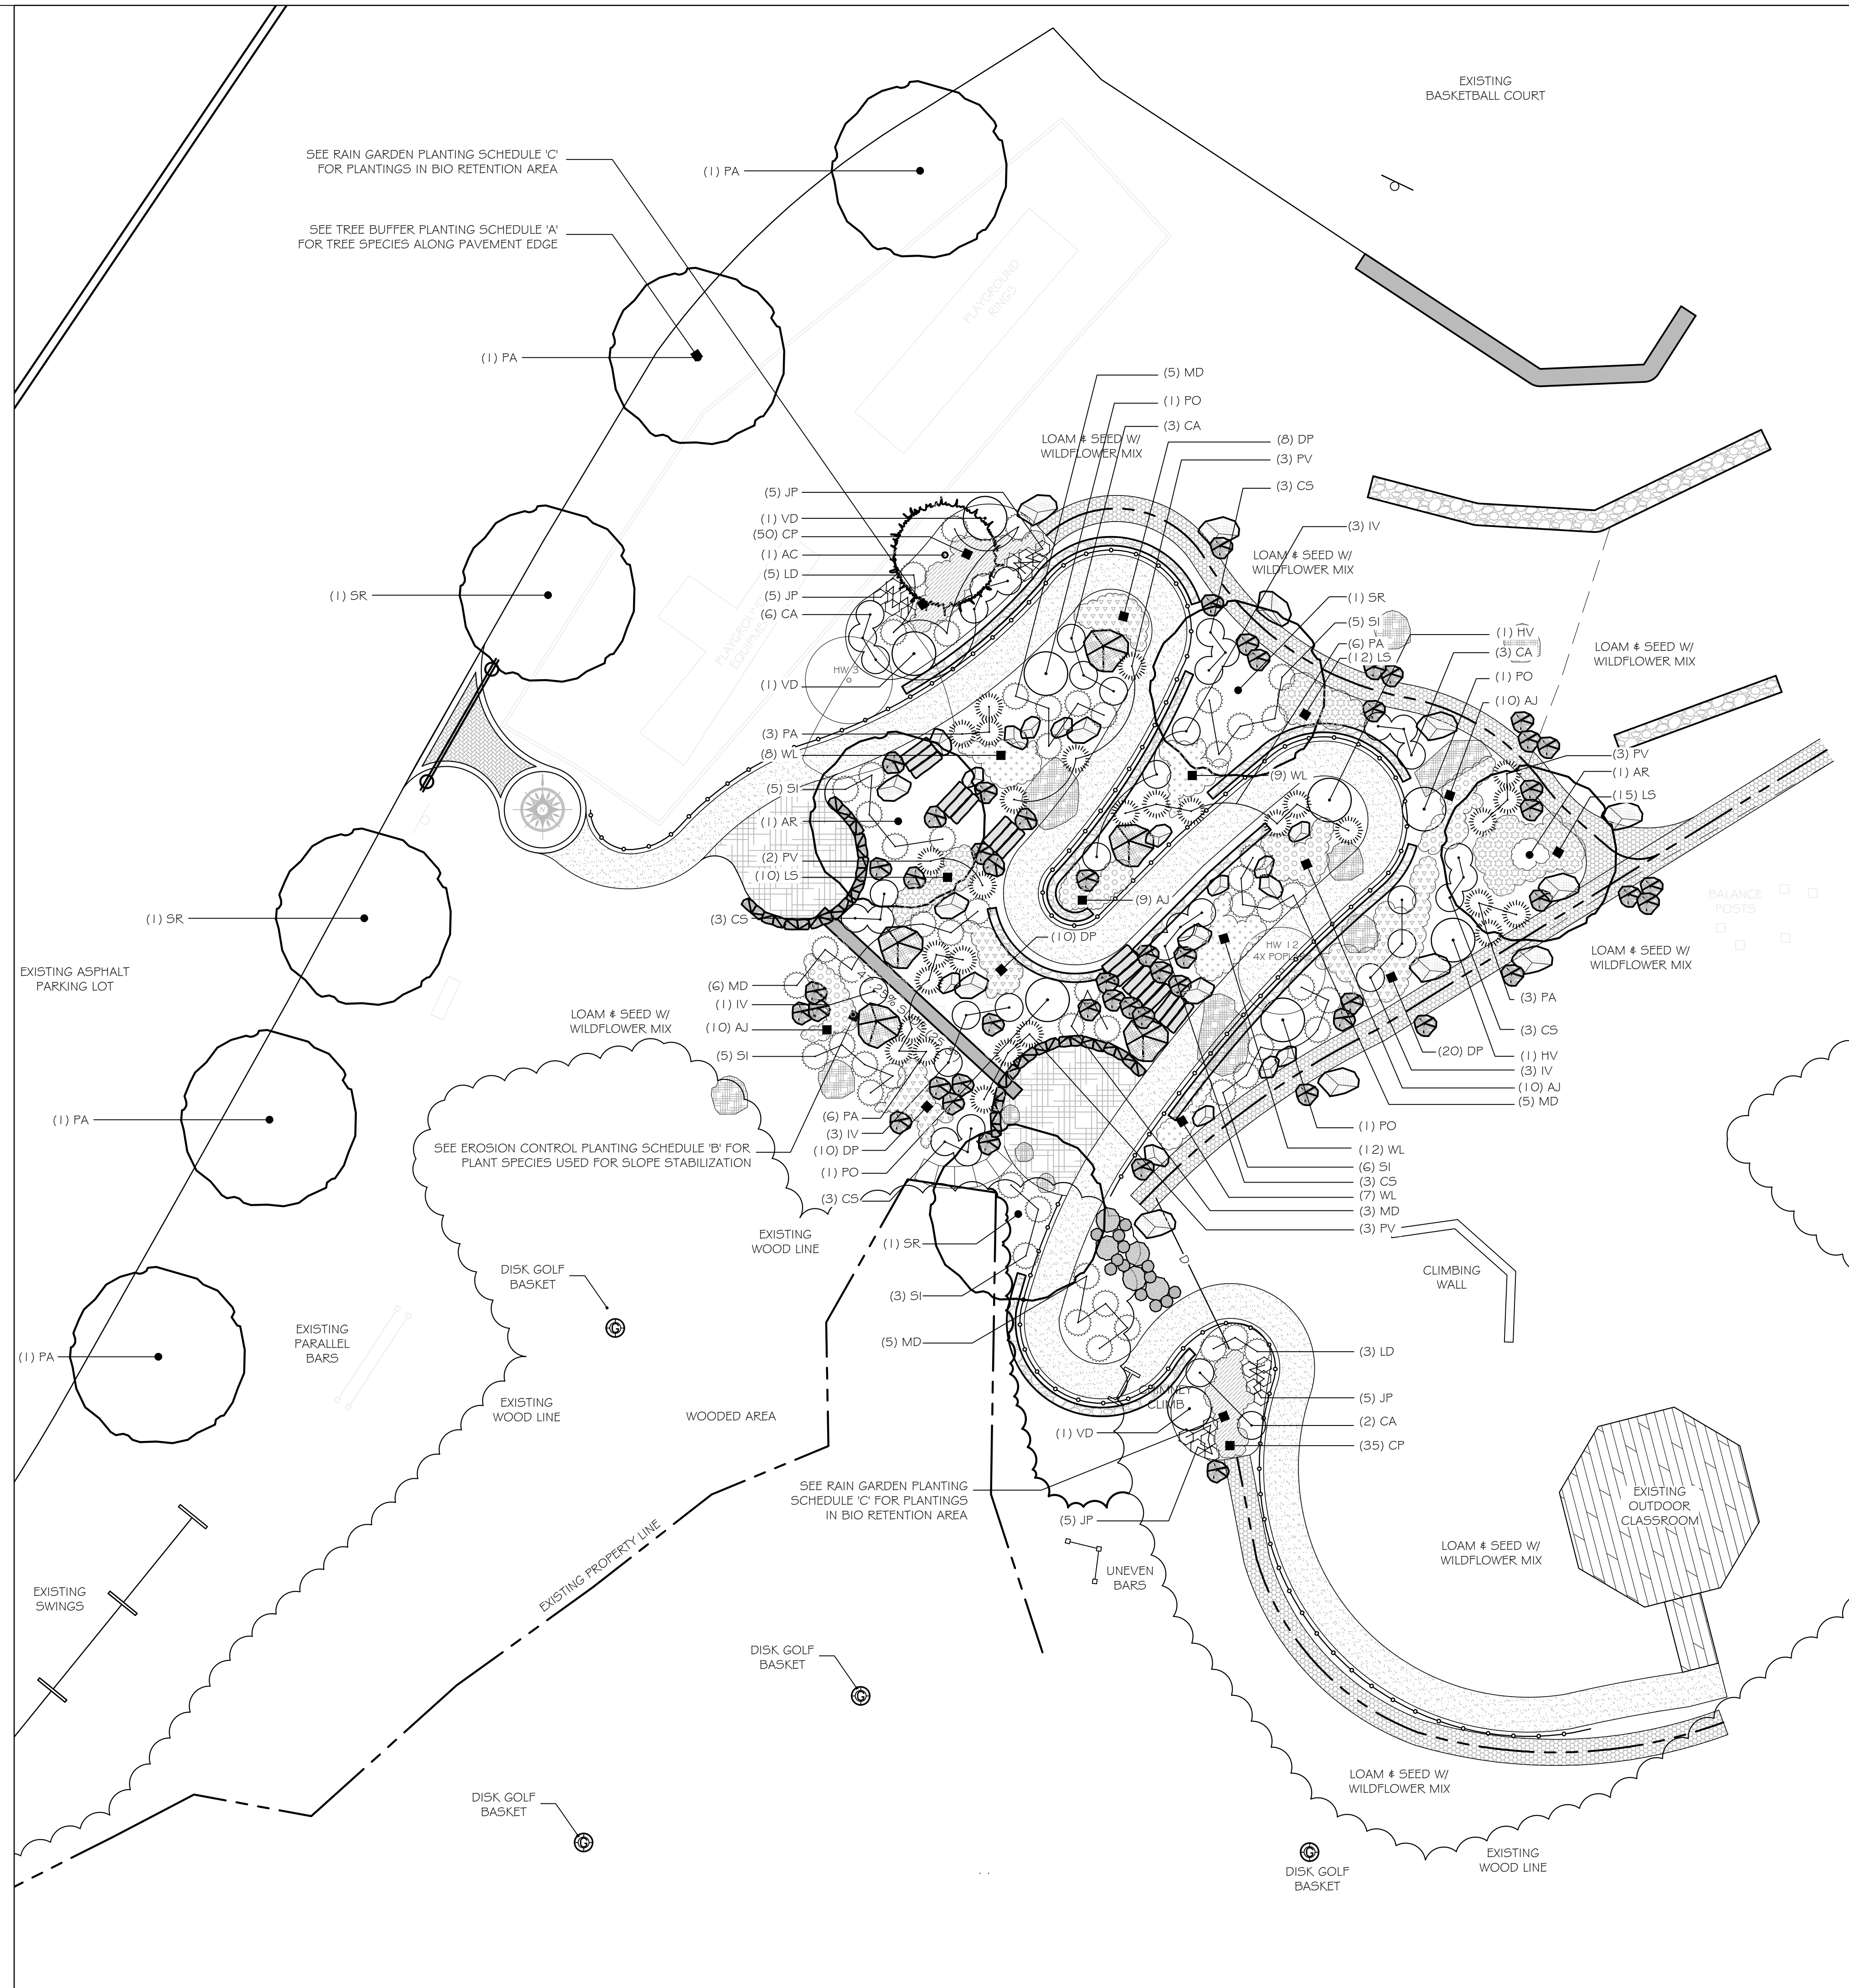 EXISTING
BASKETBALL COURT
SEE RAIN GARDEN PLANTING SCHEDULE 'C'
FOR PLANTINGS IN BIO RETENTION AREA
(1) PA
SEE TREE BUFFER PLANTING SCHEDULE 'A'
FOR TREE SPECIES ALONG PAVEMENT EDGE
PLAYGROUND
RINGS
(1) PA
(5) MD
(1) PO
(3) CA
LOAM & SEED W/
WILDFLOWER MIX
(8) DP
(3) PV
(3) CS
(5) JP
(1) VD
(50) CP
(1) AC
(5) LD
(5) JP
(6) CA
(3) IV
LOAM & SEED W/
WILDFLOWER MIX
(1) SR
(1) SR
(5) SI
(6) PA
(12) LS
(1) HV
(3) CA
(1) PO
(10) AJ
LOAM & SEED W/
WILDFLOWER MIX
PLAYGROUND
EQUIPM
HW 3
(1) VD
(3) PA
(8) WL
(5) SI
(1) AR
(2) PV
(10) LS
(3) CS
(9) WL
(3) PV
(1) AR
(15) LS
(9) AJ
(10) DP
HW 12
4X POPL
BALANCE
POSTS
LOAM & SEED W/
WILDFLOWER MIX
(1) SR
EXISTING ASPHALT
PARKING LOT
(6) MD
(1) IV
(10) AJ
(5) SI
LOAM & SEED W/
WILDFLOWER MIX
(3) PA
(3) CS
(20) DP
(1) HV
(3) IV
(10) AJ
(5) MD
(1) PA
(6) PA
(3) IV
(10) DP
(1) PO
(3) CS
SEE EROSION CONTROL PLANTING SCHEDULE 'B' FOR
PLANT SPECIES USED FOR SLOPE STABILIZATION
(1) PO
(12) WL
(6) SI
(3) CS
(7) WL
(3) MD
(3) PV
EXISTING
WOOD LINE
(1) SR
(3) SI
(5) MD
D
CLIMBING
WALL
DISK GOLF
BASKET
G
EXISTING
PARALLEL
BARS
(1) PA
EXISTING
WOOD LINE
WOODED AREA
CHIMNEY
CLIMB
(1) VD
(3) LD
(5) JP
(2) CA
(35) CP
SEE RAIN GARDEN PLANTING
SCHEDULE 'C' FOR PLANTINGS
IN BIO RETENTION AREA
(5) JP
EXISTING
OUTDOOR
CLASSROOM
LOAM & SEED W/
WILDFLOWER MIX
EXISTING PROPERTY LINE
UNEVEN
BARS
EXISTING
SWINGS
DISK GOLF
BASKET
G
LOAM & SEED W/
WILDFLOWER MIX
DISK GOLF
BASKET
G
G
DISK GOLF
BASKET
EXISTING
WOOD LINE